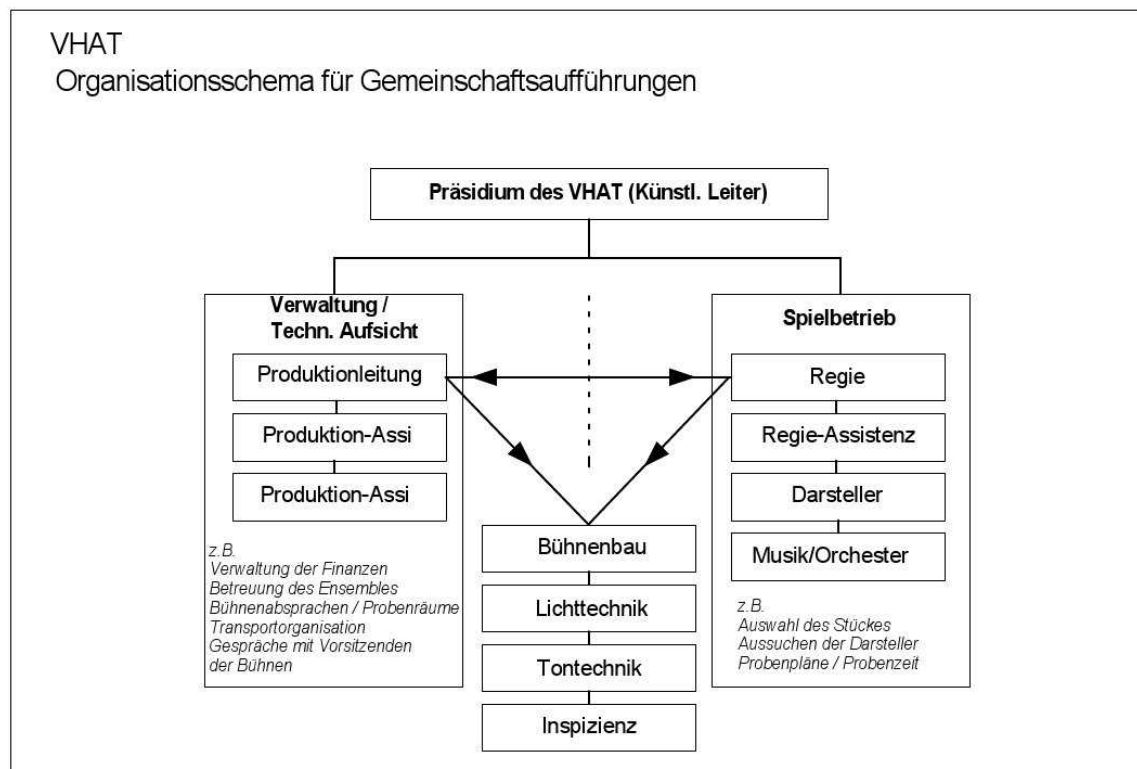 VHAT
Organisationsschema für Gemeinschaftsaufführungen
Präsidium des VHAT (Künstl. Leiter)
Verwaltung /
Techn. Aufsicht
Produktionleitung
Produktion-Assi
Produktion-Assi
z.B.
Verwaltung der Finanzen
Betreuung des Ensembles
Bühnenabsprachen / Probenräume
Transportorganisation
Gespräche mit Vorsitzenden
der Bühnen
Bühnenbau
Lichttechnik
Tontechnik
Inspizienz
Spielbetrieb
Regie
Regie-Assistenz
Darsteller
Musik/Orchester
z.B.
Auswahl des Stückes
Aussuchen der Darsteller
Probenpläne / Probenzeit